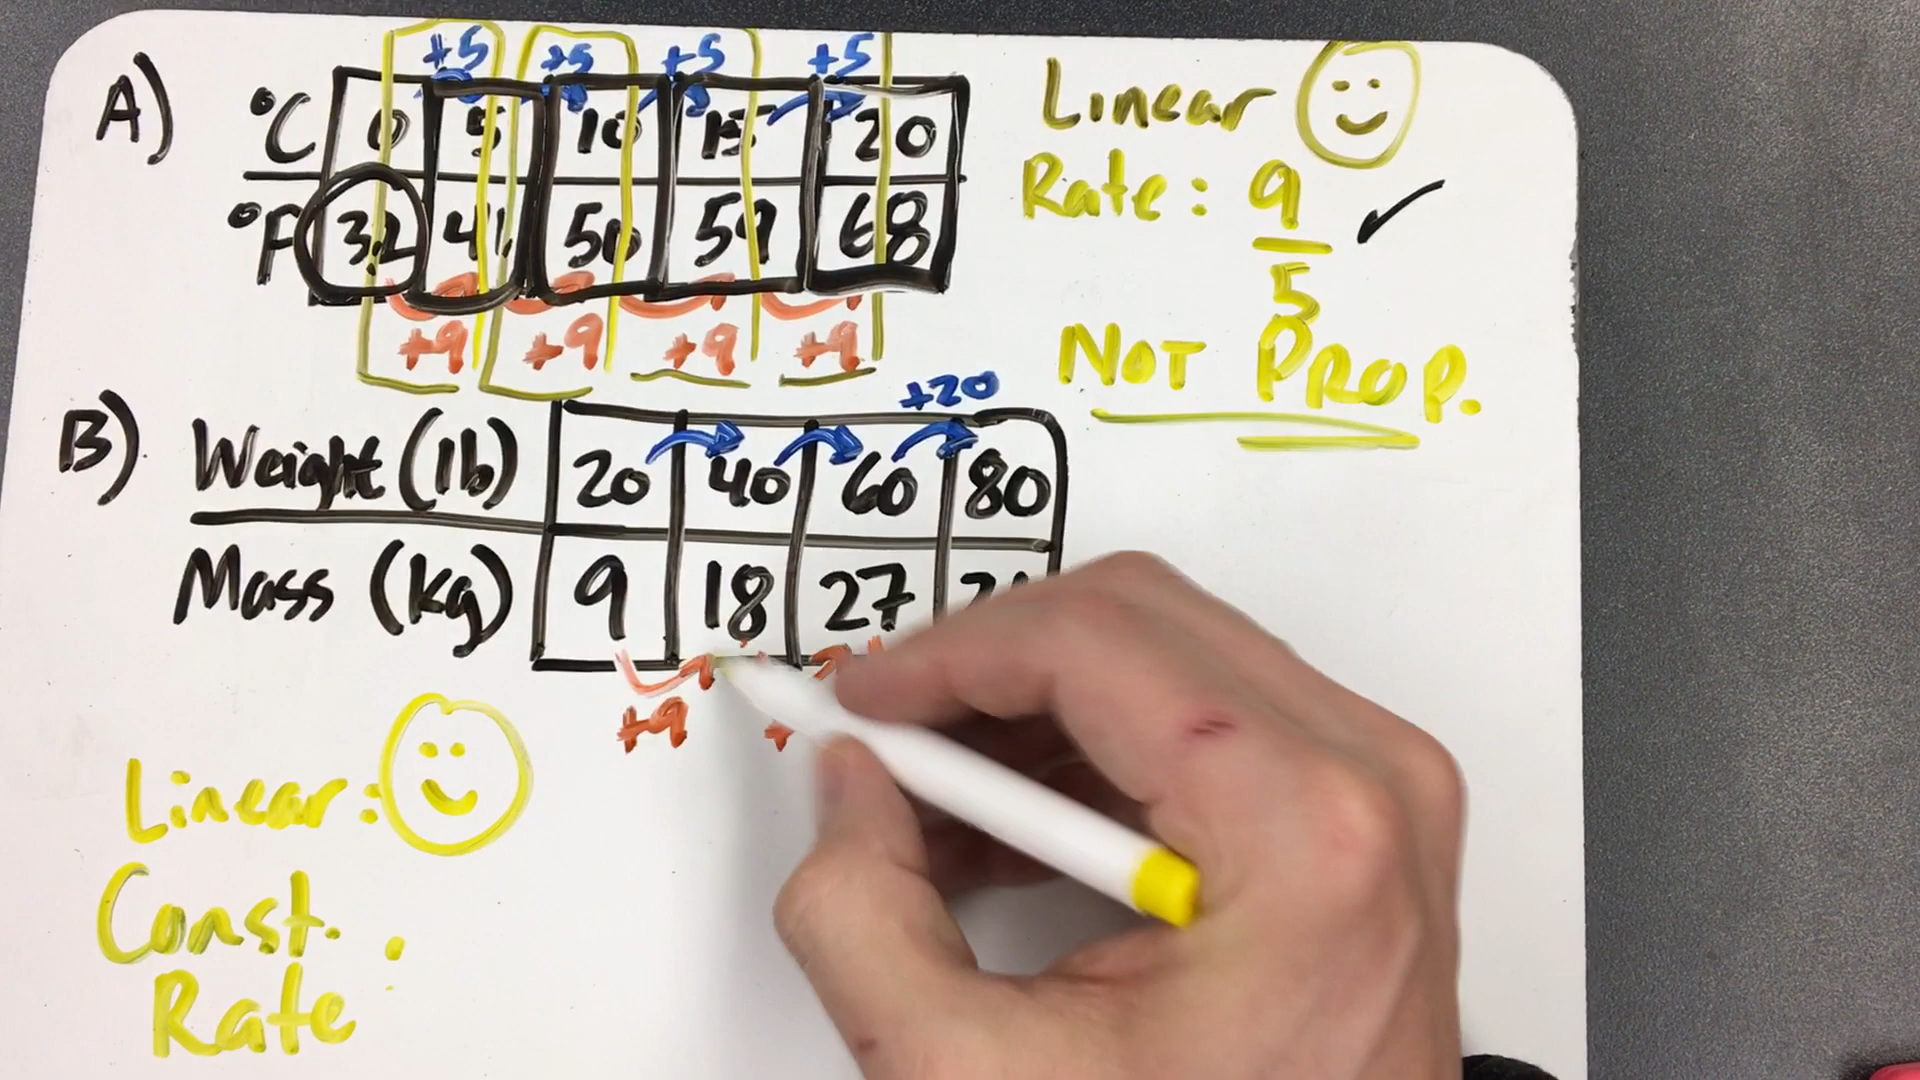 A)
+5 +5 +5 +5
°C 0 5 10 15 20
°F 32 41 50 59 68
+9 +9 +9 +9
Linear
Rate: 9
5
NOT PROP.
B)
+20
Weight (lb) 20 40 60 80
Mass (kg) 9 18 27
+9 +
Linear:
Const.
Rate :